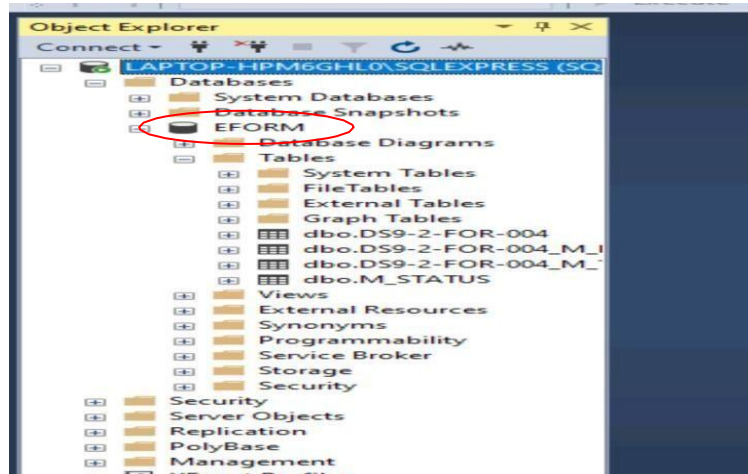 Object Explorer
Connect
LAPTOP-HPM6GHL0\SQLEXPRESS (SQ
Databases
System Databases
Database Snapshots
EFORM
Database Diagrams
Tables
System Tables
FileTables
External Tables
Graph Tables
dbo.DS9-2-FOR-004
dbo.DS9-2-FOR-004_M_
dbo.DS9-2-FOR-004_M_
dbo.M_STATUS
Views
External Resources
Synonyms
Programmability
Service Broker
Storage
Security
Security
Server Objects
Replication
PolyBase
Management